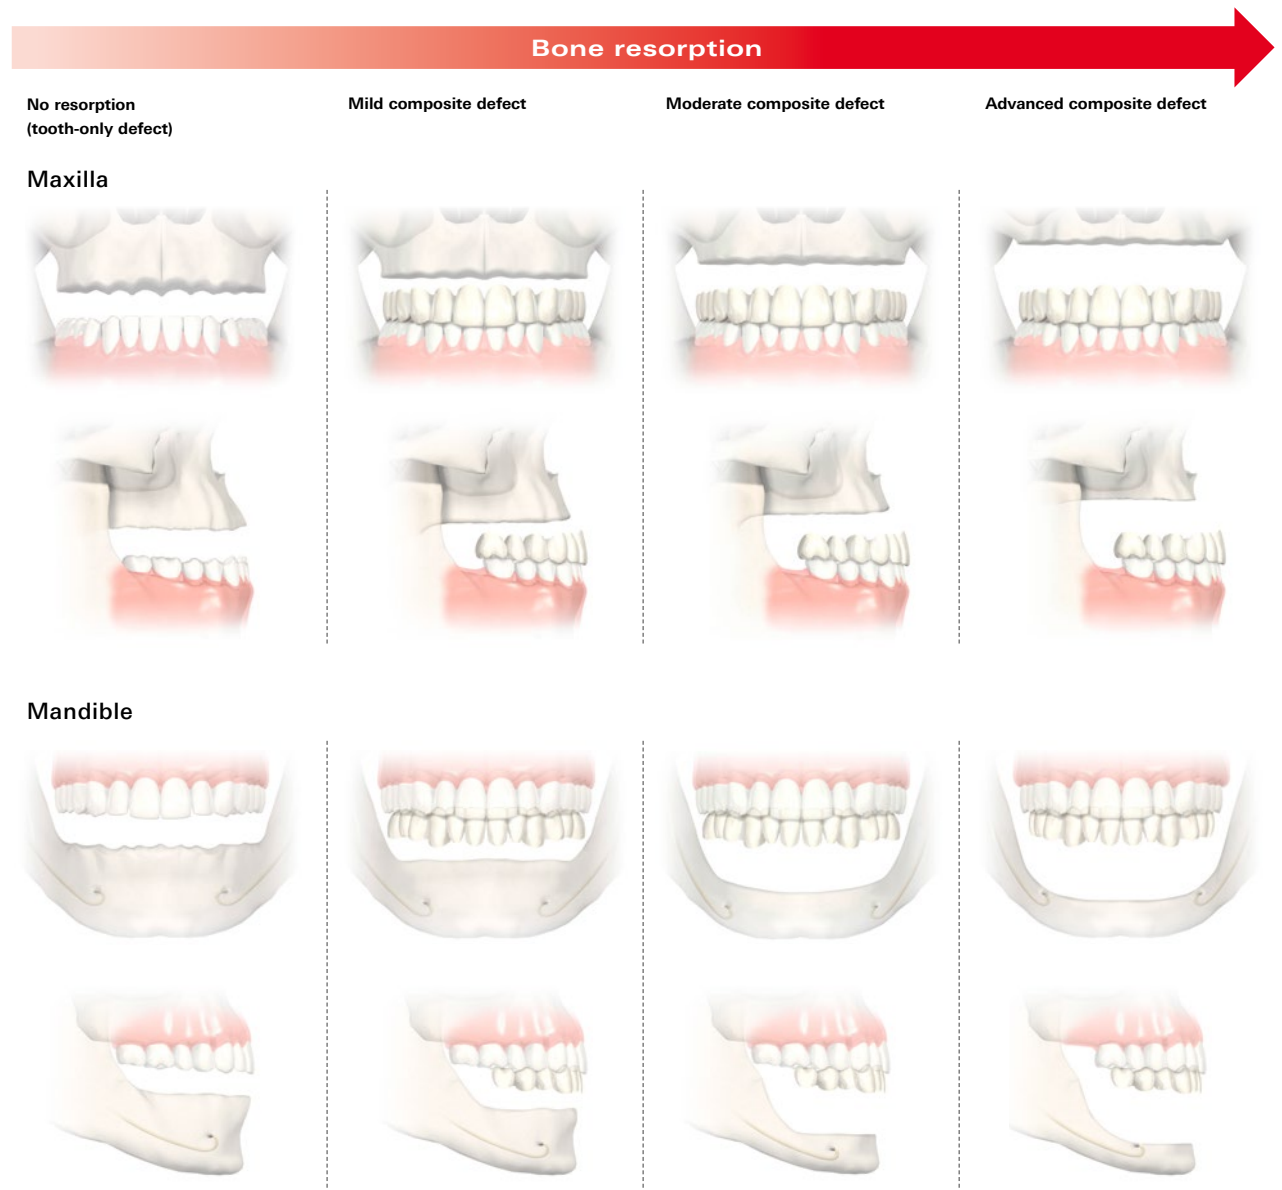 Bone resorption
No resorption
(tooth-only defect)
Mild composite defect
Moderate composite defect
Advanced composite defect
Maxilla
Mandible